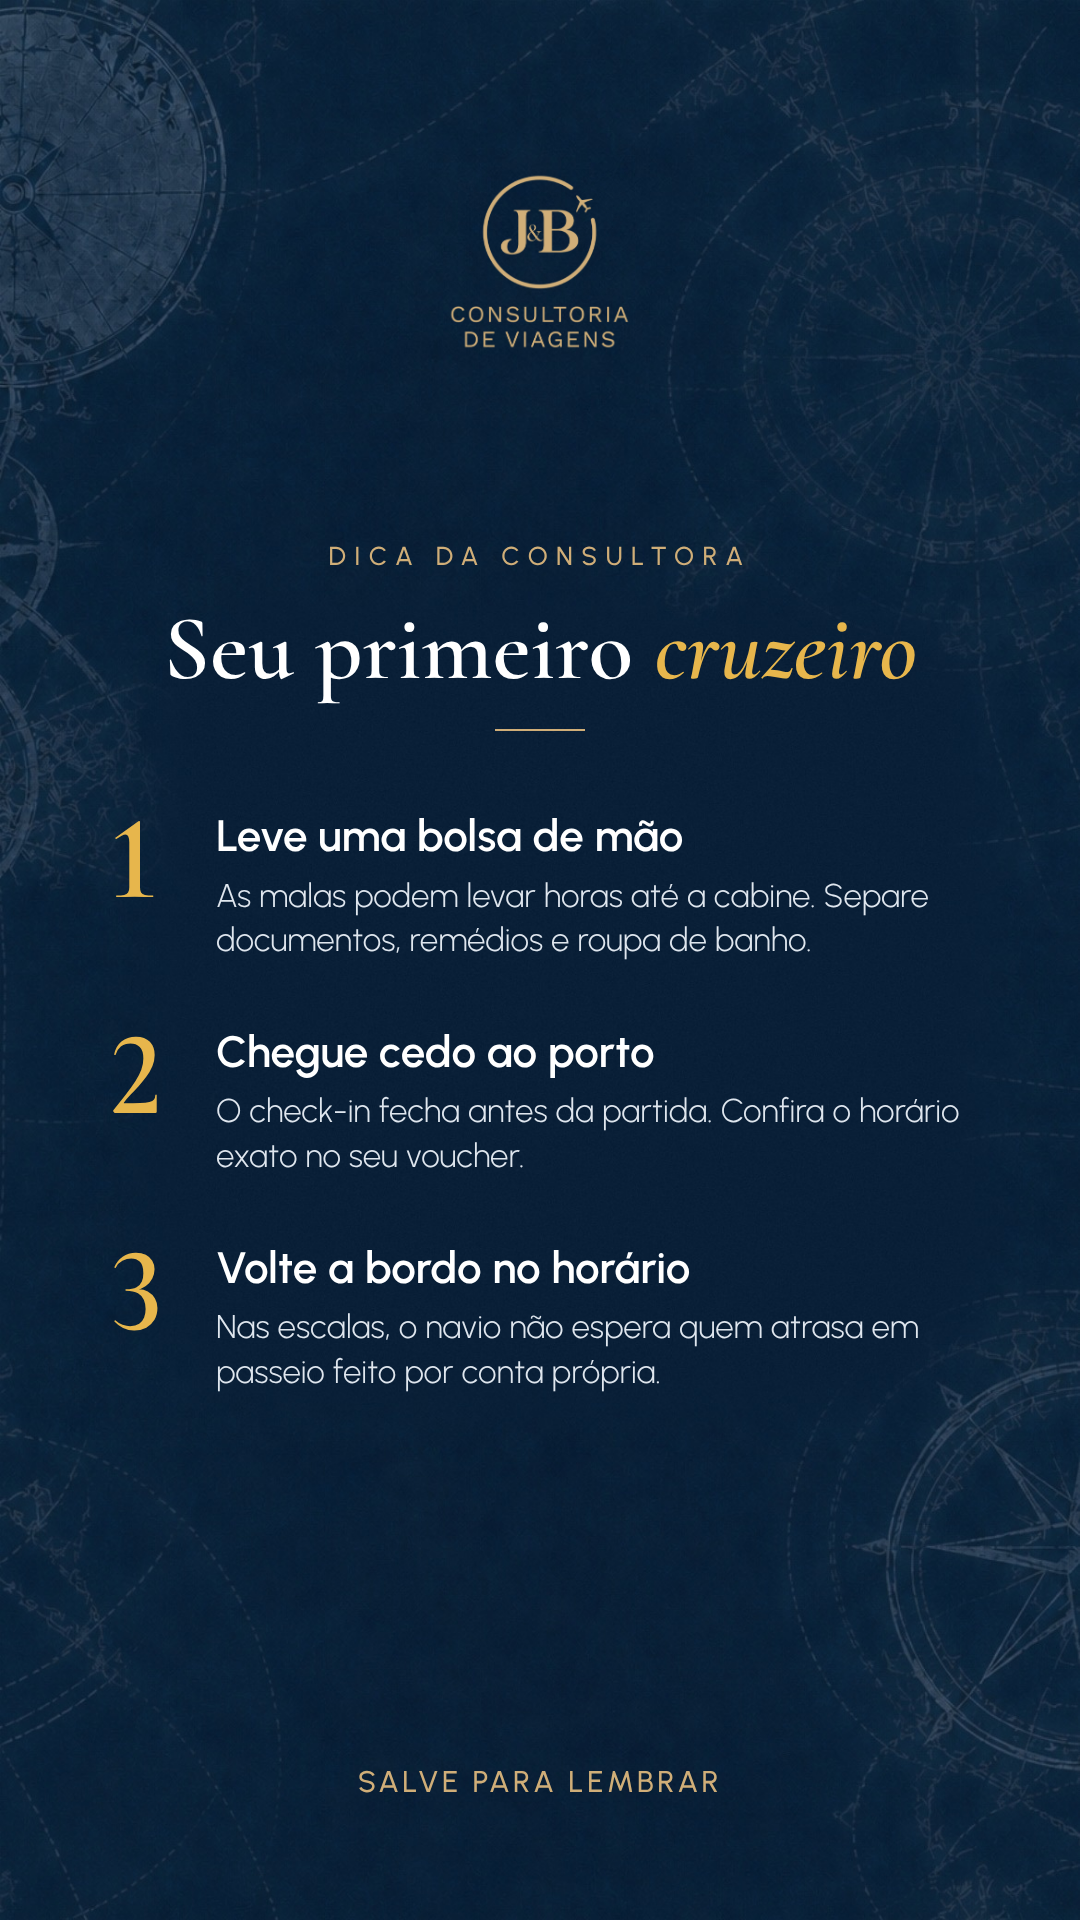 J&B
CONSULTORIA
DE VIAGENS
DICA DA CONSULTORA
Seu primeiro cruzeiro
1
Leve uma bolsa de mão
As malas podem levar horas até a cabine. Separe
documentos, remédios e roupa de banho.
2
Chegue cedo ao porto
O check-in fecha antes da partida. Confira o horário
exato no seu voucher.
3
Volte a bordo no horário
Nas escalas, o navio não espera quem atrasa em
passeio feito por conta própria.
SALVE PARA LEMBRAR